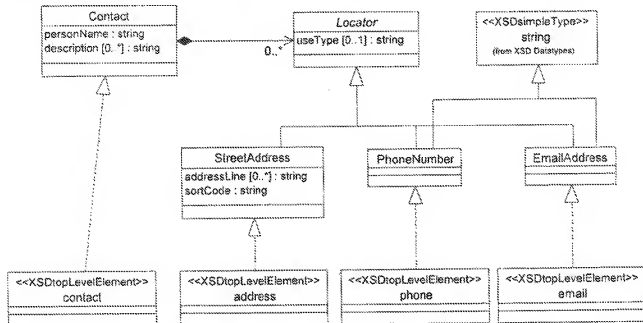 Contact
personName : string
description [0..*] : string
0..*
Locator
useType [0..1] : string
<<XSDsimpleType>>
string
(from XSD Datatypes)
StreetAddress
addressLine [0..*] : string
sortCode : string
PhoneNumber
EmailAddress
<<XSDtopLevelElement>>
contact
<<XSDtopLevelElement>>
address
<<XSDtopLevelElement>>
phone
<<XSDtopLevelElement>>
email